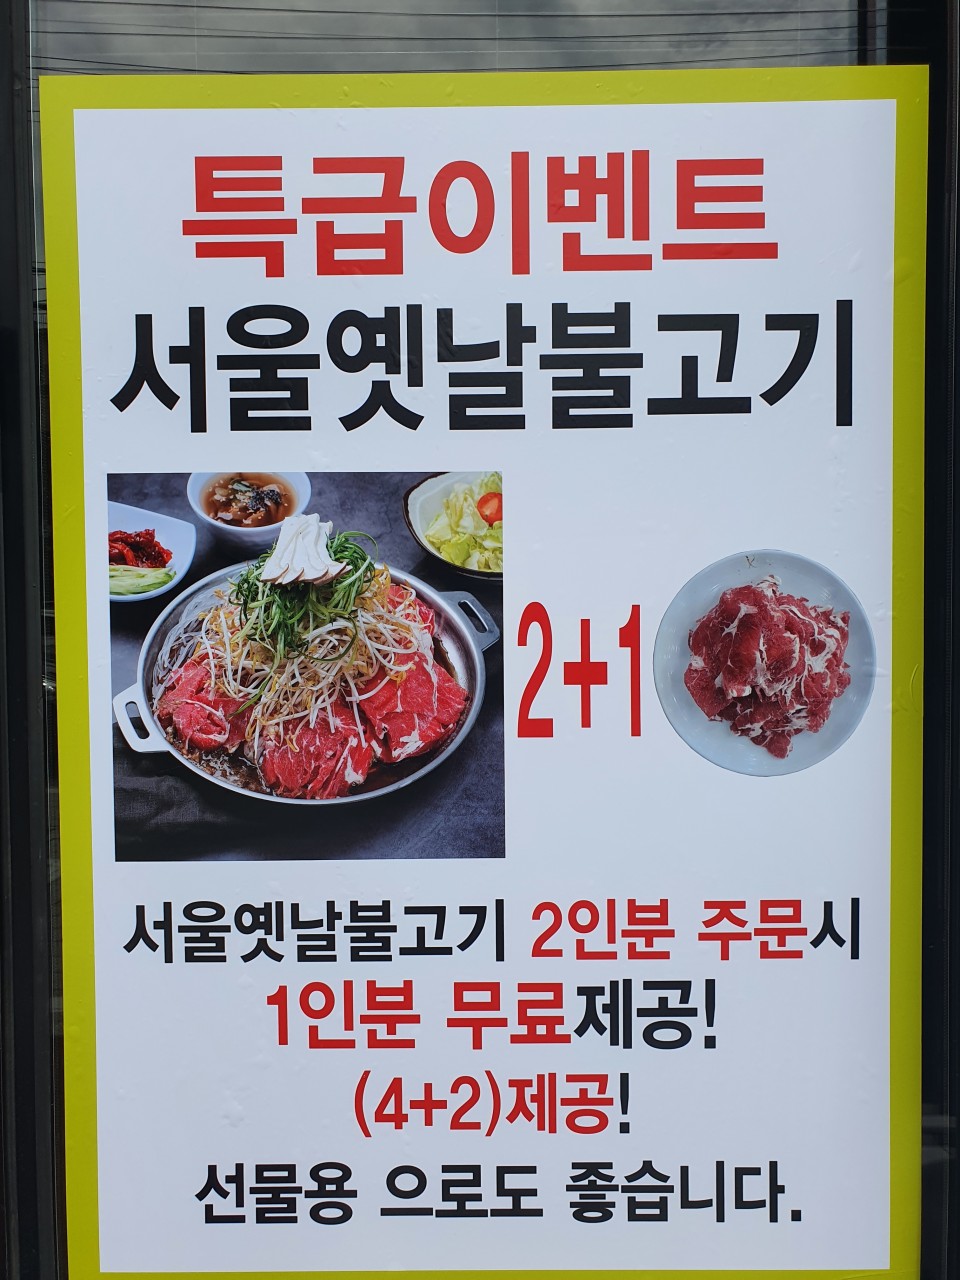 특급이벤트
서울옛날불고기
2+1
서울옛날불고기 2인분 주문시
1인분 무료제공!
(4+2)제공!
선물용 으로도 좋습니다.